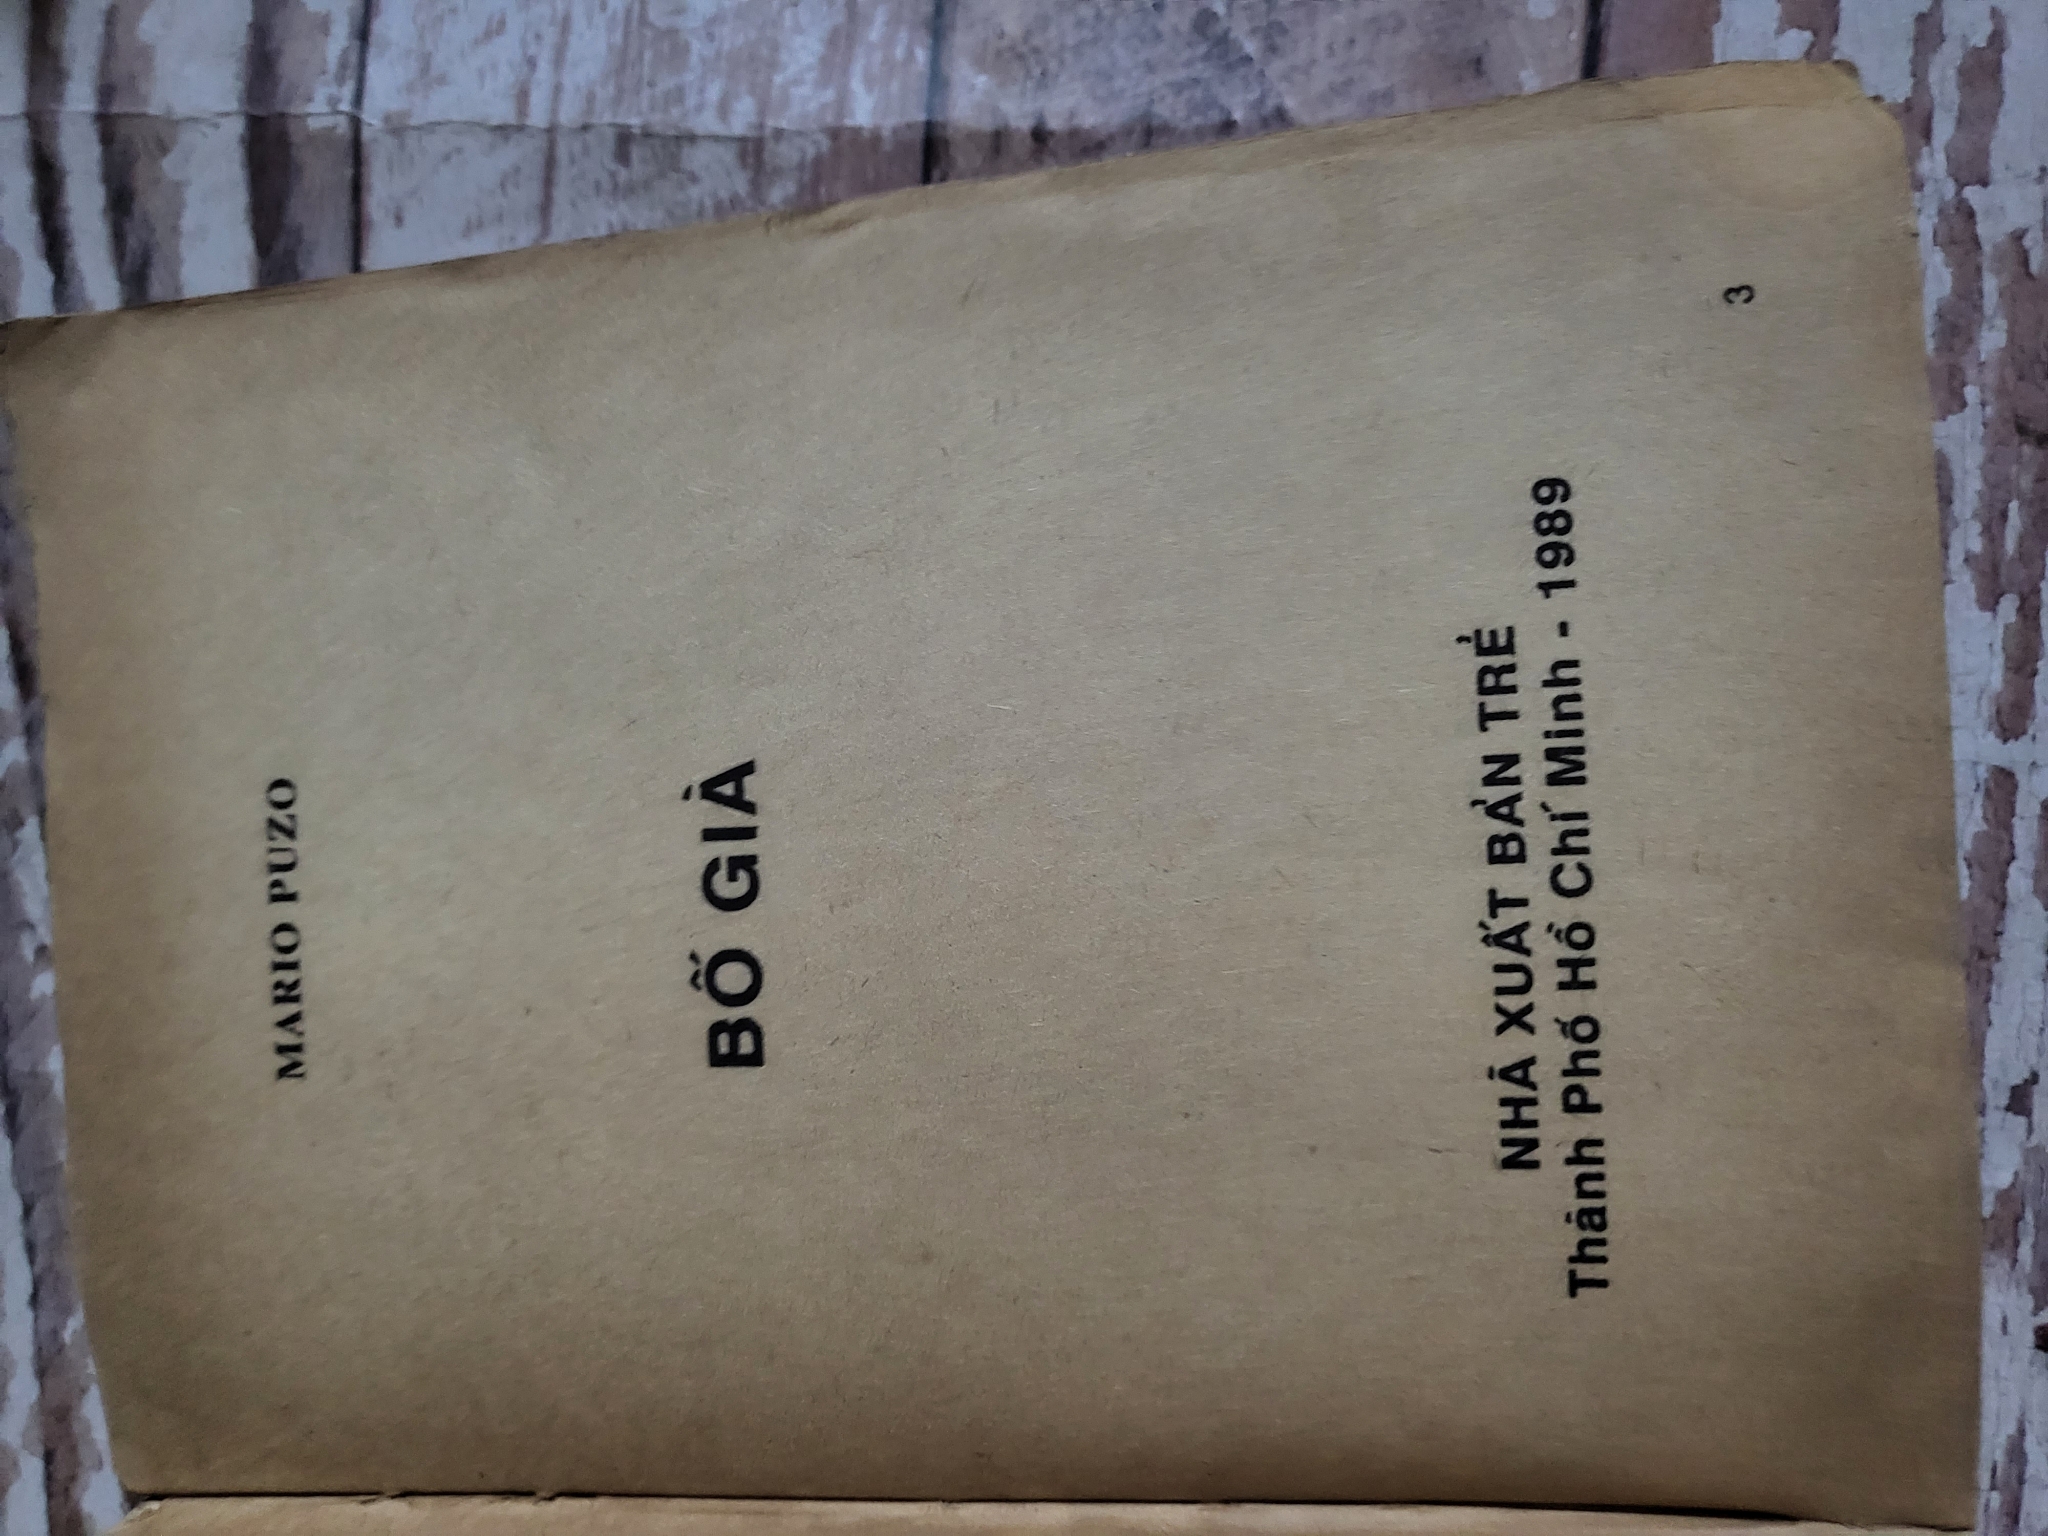 MARIO PUZO
BỐ GIÀ
NHÀ XUẤT BẢN TRẺ
Thành Phố Hồ Chí Minh - 1989
3